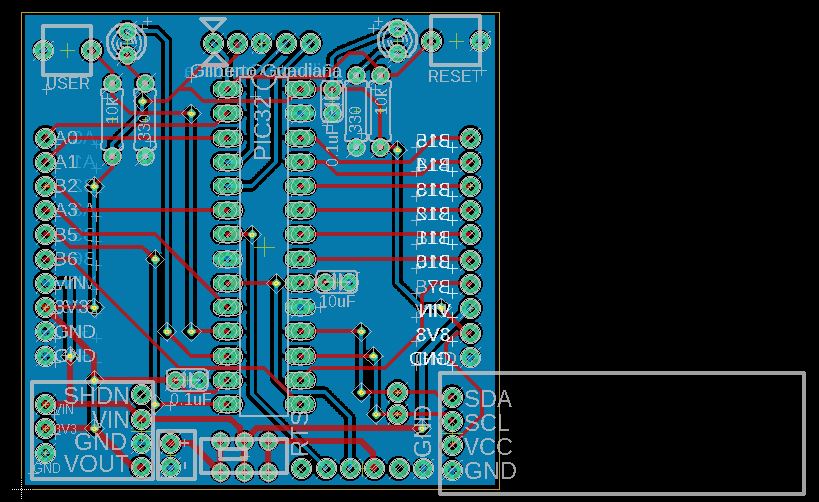 USER
RESET
Gilberto Guadiana
PIC32
10k
330
0.1uF
330
10k
A0
A1
B2
A3
B5
B6
VIN
3V3
GND
GND
B15
B14
B13
B12
B11
B10
B7
VIN
3V3
GND
10uF
0.1uF
SHDN
VIN
GND
VOUT
VIN
3V3
GND
+
-
RTS
GND
SDA
SCL
VCC
GND